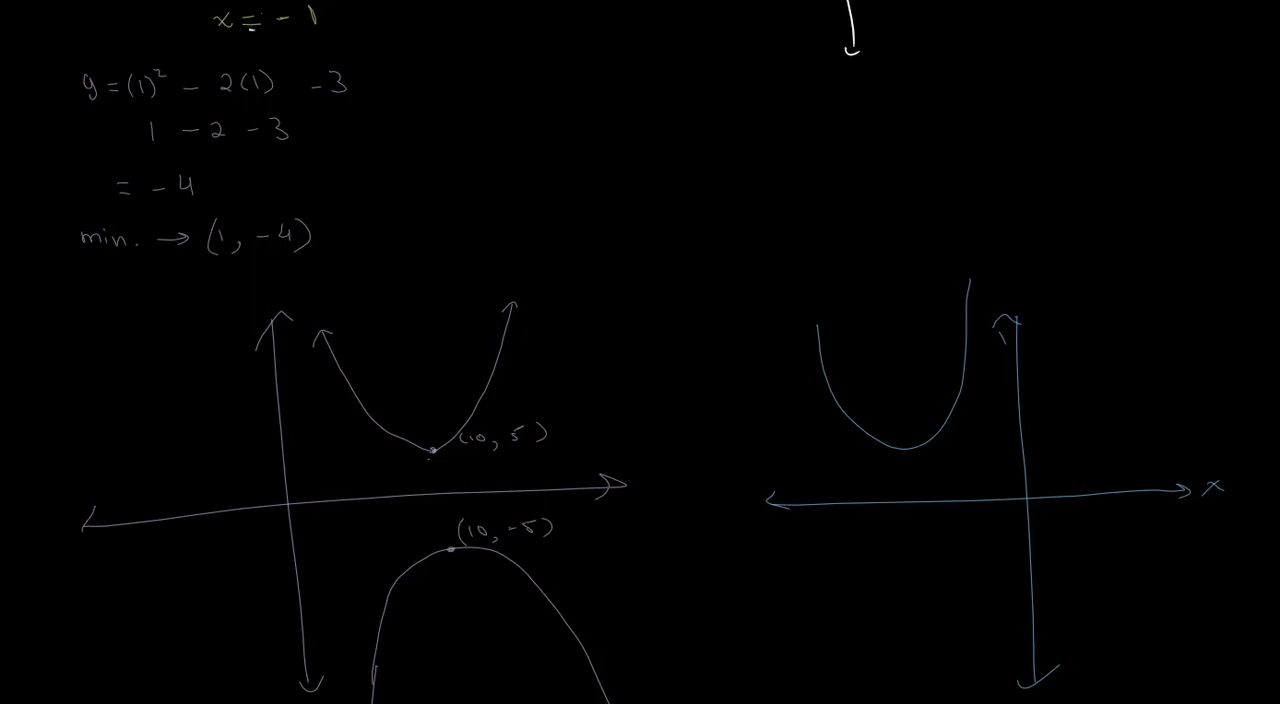 x = - 1
y = (1)² - 2(1) - 3
1 - 2 - 3
= - 4
min. → (1, -4)
(10, 5)
(10, -5)
x